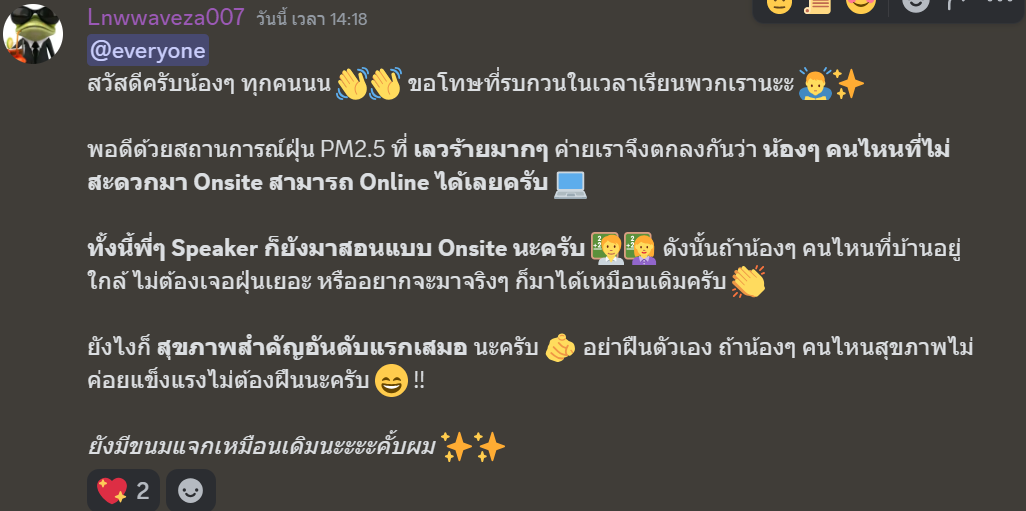 Lnwwaveza007 วันนี้ เวลา 14:18
@everyone
สวัสดีครับน้องๆ ทุกคนนน 👋👋 ขอโทษที่รบกวนในเวลาเรียนพวกเรานะะ 🙇‍♂️✨
พอดีด้วยสถานการณ์ฝุ่น PM2.5 ที่ เลวร้ายมากๆ ค่ายเราจึงตกลงกันว่า น้องๆ คนไหนที่ไม่
สะดวกมา Onsite สามารถ Online ได้เลยครับ 💻
ทั้งนี้พี่ๆ Speaker ก็ยังมาสอนแบบ Onsite นะครับ 👨‍🏫👩‍🏫 ดังนั้นถ้าน้องๆ คนไหนที่บ้านอยู่
ใกล้ ไม่ต้องเจอฝุ่นเยอะ หรืออยากจะมาจริงๆ ก็มาได้เหมือนเดิมครับ 👏
ยังไงก็ สุขภาพสำคัญอันดับแรกเสมอ นะครับ 🫵 อย่าฝืนตัวเอง ถ้าน้องๆ คนไหนสุขภาพไม่
ค่อยแข็งแรงไม่ต้องฝืนนะครับ 😄 !!
ยังมีขนมแจกเหมือนเดิมนะะะะคั้บผม ✨✨
💖 2